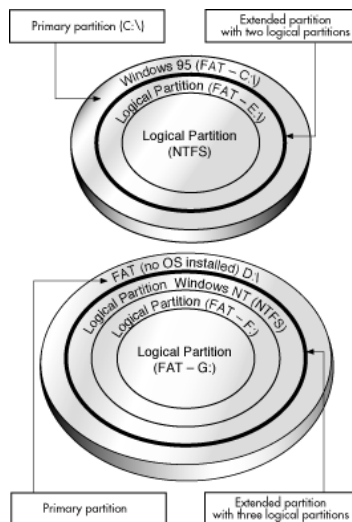 Primary partition (C:\)
Extended partition
with two logical partitions
Windows 95 (FAT – C:\)
Logical Partition (FAT – E:\)
Logical Partition
(NTFS)
FAT (no OS installed) D:\
Logical Partition Windows NT (NTFS)
Logical Partition (FAT – F:)
Logical Partition
(FAT – G:)
Primary partition
Extended partition
with three logical partitions